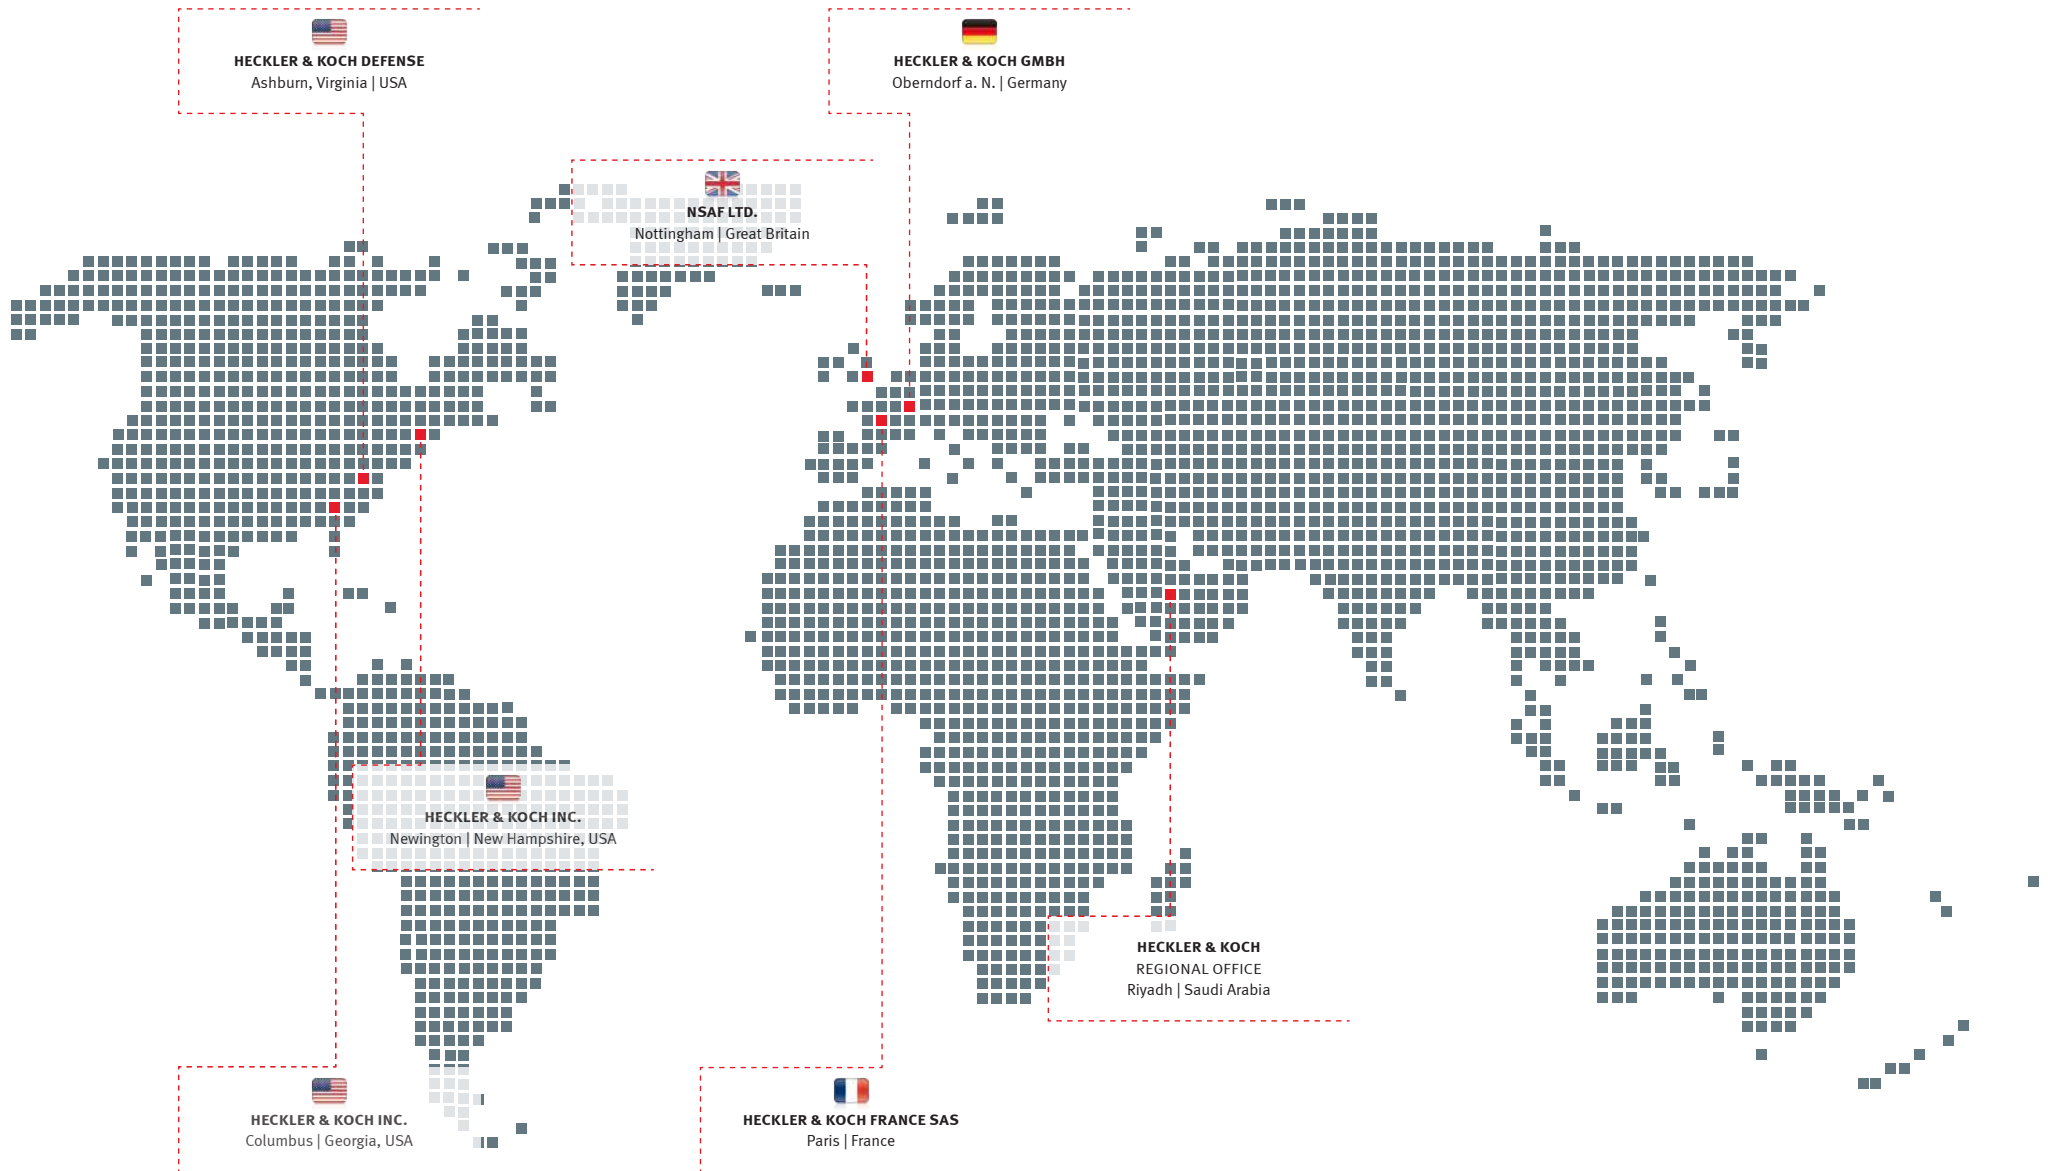 HECKLER & KOCH DEFENSE
Ashburn, Virginia | USA
HECKLER & KOCH GMBH
Oberndorf a. N. | Germany
NSAF LTD.
Nottingham | Great Britain
HECKLER & KOCH INC.
Newington | New Hampshire, USA
HECKLER & KOCH
REGIONAL OFFICE
Riyadh | Saudi Arabia
HECKLER & KOCH INC.
Columbus | Georgia, USA
HECKLER & KOCH FRANCE SAS
Paris | France